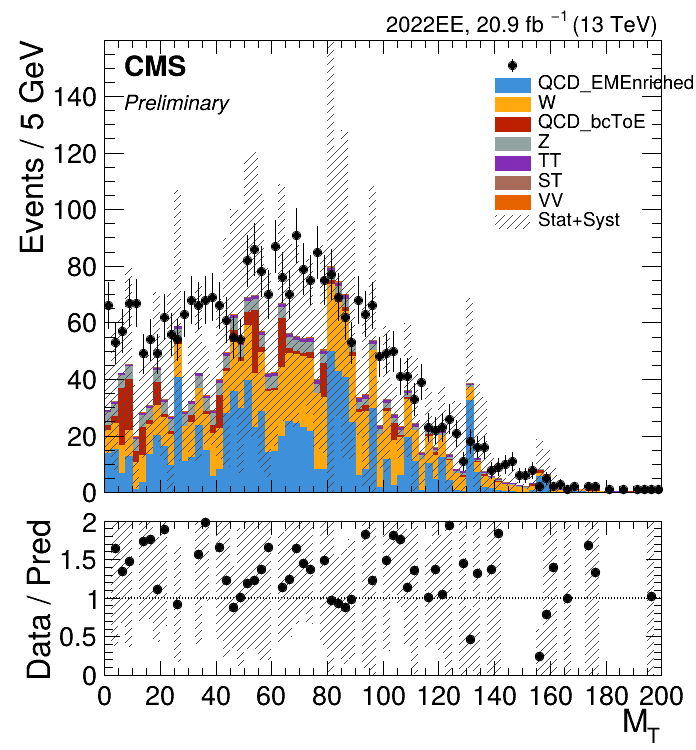 2022EE, 20.9 fb⁻¹ (13 TeV)
CMS
Preliminary
QCD_EMEnriched
W
QCD_bcToE
Z
TT
ST
VV
Stat+Syst
Events / 5 GeV
140
120
100
80
60
40
20
0
Data / Pred
2
1.5
1
0.5
0
0 20 40 60 80 100 120 140 160 180 200
M_T